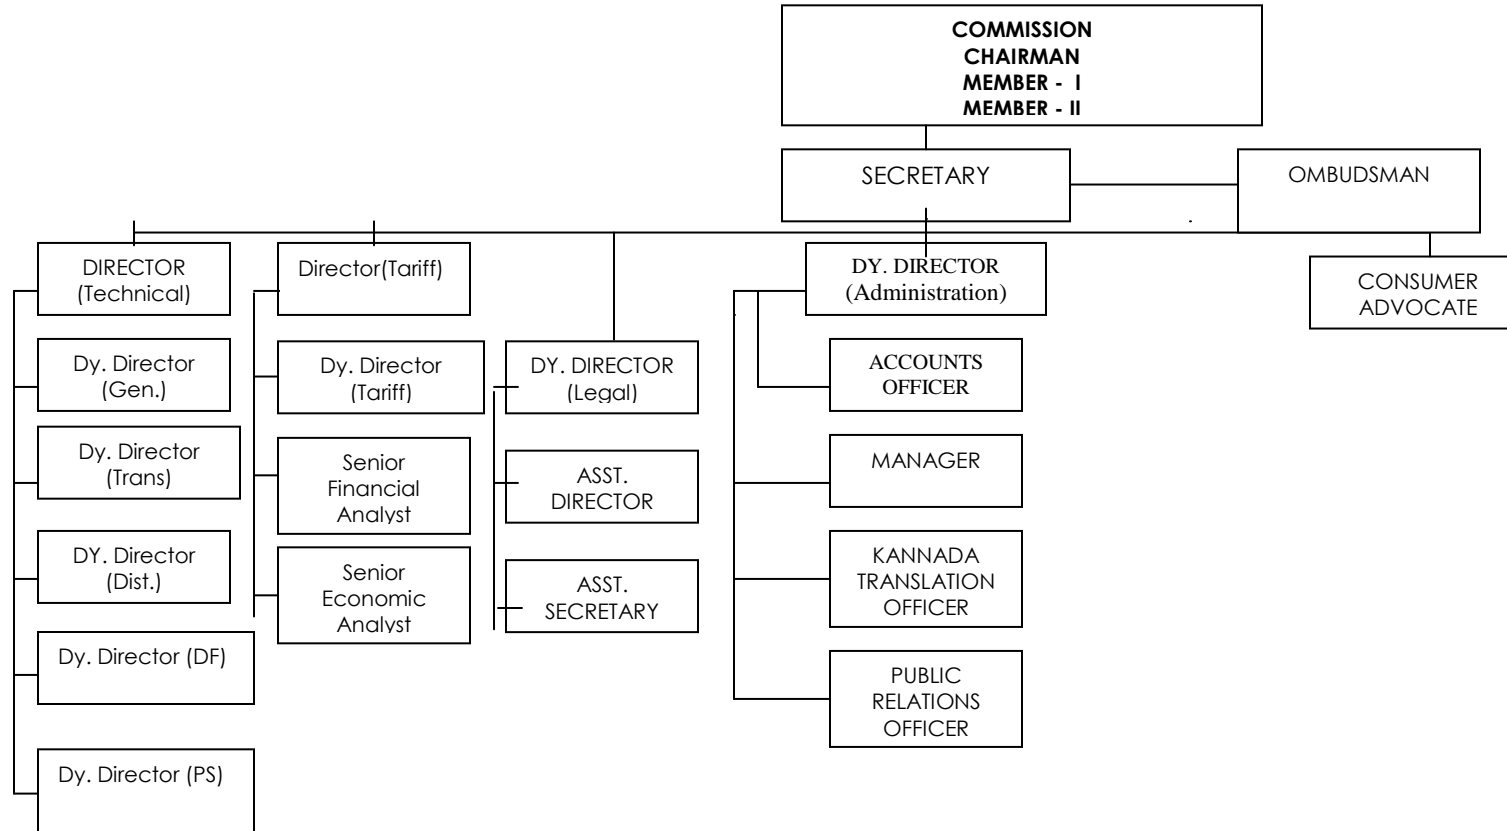 COMMISSION
CHAIRMAN
MEMBER - I
MEMBER - II
SECRETARY
OMBUDSMAN
DIRECTOR
(Technical)
Director(Tariff)
DY. DIRECTOR
(Administration)
CONSUMER
ADVOCATE
Dy. Director
(Gen.)
Dy. Director
(Tariff)
DY. DIRECTOR
(Legal)
ACCOUNTS
OFFICER
Dy. Director
(Trans)
Senior
Financial
Analyst
ASST.
DIRECTOR
MANAGER
DY. Director
(Dist.)
Senior
Economic
Analyst
ASST.
SECRETARY
KANNADA
TRANSLATION
OFFICER
Dy. Director (DF)
PUBLIC
RELATIONS
OFFICER
Dy. Director (PS)